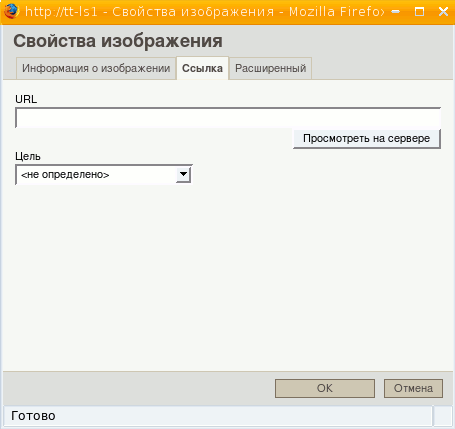 http://tt-ls1 - Свойства изображения - Mozilla Firefox
Свойства изображения
Информация о изображении Ссылка Расширенный
URL
Просмотреть на сервере
Цель
<не определено>
OK Отмена
Готово